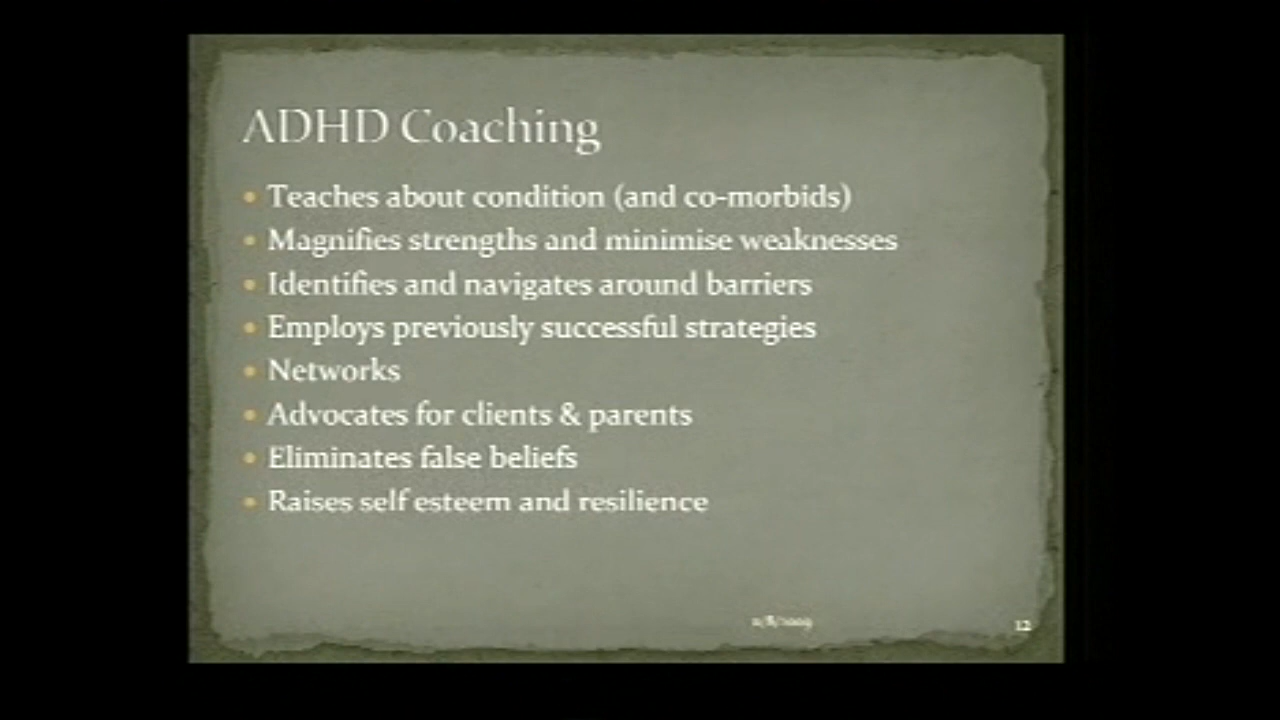 ADHD Coaching
Teaches about condition (and co-morbids)
Magnifies strengths and minimise weaknesses
Identifies and navigates around barriers
Employs previously successful strategies
Networks
Advocates for clients & parents
Eliminates false beliefs
Raises self esteem and resilience
12